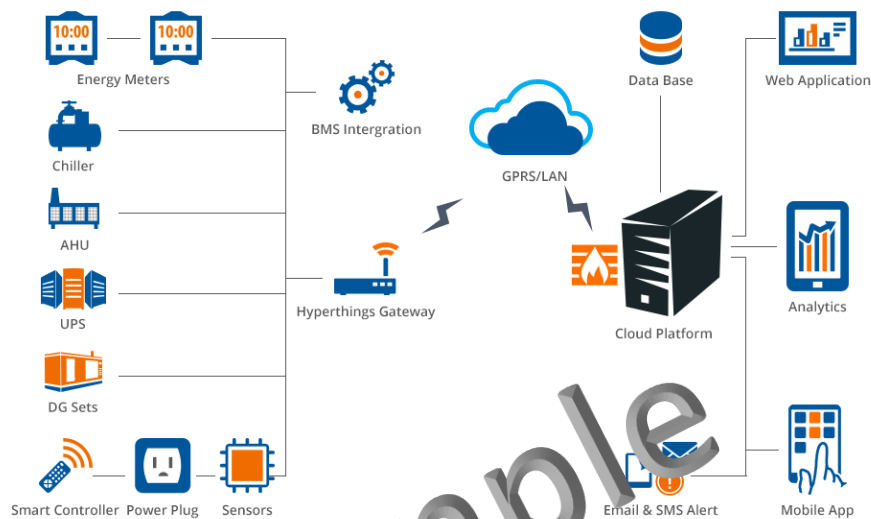 10:00
10:00
Energy Meters
Chiller
AHU
UPS
DG Sets
Smart Controller
Power Plug
Sensors
BMS Intergration
Hyperthings Gateway
GPRS/LAN
Data Base
Cloud Platform
Web Application
Analytics
Email & SMS Alert
Mobile App